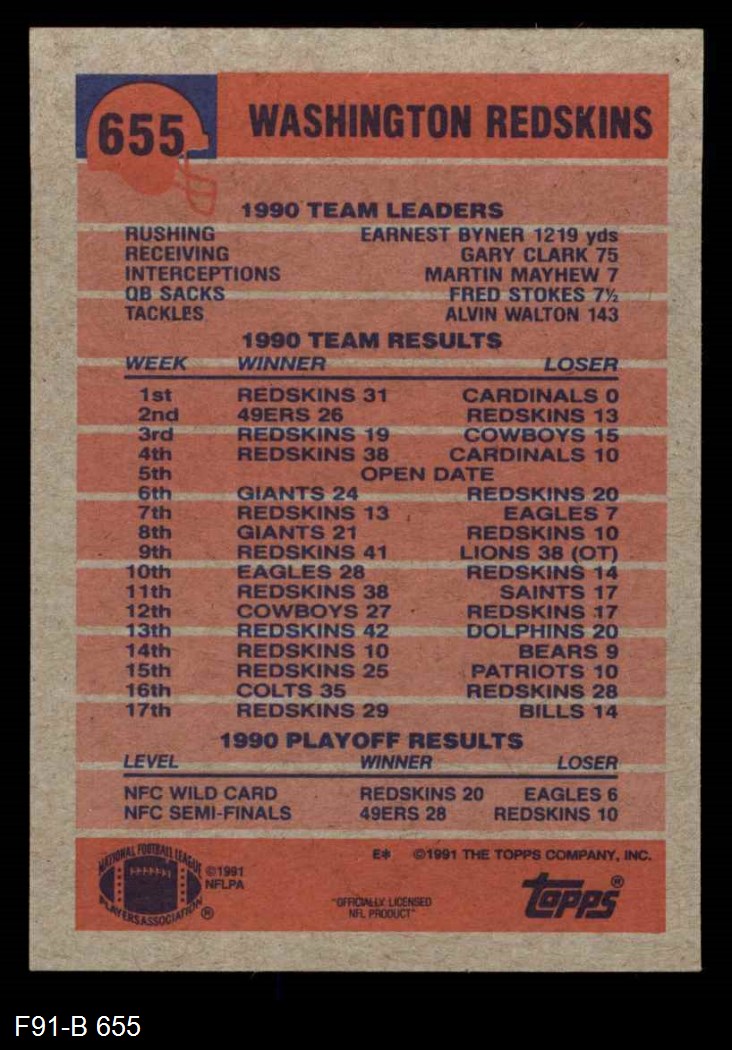 655 WASHINGTON REDSKINS
1990 TEAM LEADERS
RUSHING EARNEST BYNER 1219 yds
RECEIVING GARY CLARK 75
INTERCEPTIONS MARTIN MAYHEW 7
QB SACKS FRED STOKES 7½
TACKLES ALVIN WALTON 143
1990 TEAM RESULTS
WEEK WINNER LOSER
1st REDSKINS 31 CARDINALS 0
2nd 49ERS 26 REDSKINS 13
3rd REDSKINS 19 COWBOYS 15
4th REDSKINS 38 CARDINALS 10
5th OPEN DATE
6th GIANTS 24 REDSKINS 20
7th REDSKINS 13 EAGLES 7
8th GIANTS 21 REDSKINS 10
9th REDSKINS 41 LIONS 38 (OT)
10th EAGLES 28 REDSKINS 14
11th REDSKINS 38 SAINTS 17
12th COWBOYS 27 REDSKINS 17
13th REDSKINS 42 DOLPHINS 20
14th REDSKINS 10 BEARS 9
15th REDSKINS 25 PATRIOTS 10
16th COLTS 35 REDSKINS 28
17th REDSKINS 29 BILLS 14
1990 PLAYOFF RESULTS
LEVEL WINNER LOSER
NFC WILD CARD REDSKINS 20 EAGLES 6
NFC SEMI-FINALS 49ERS 28 REDSKINS 10
E* ©1991 THE TOPPS COMPANY, INC.
NATIONAL FOOTBALL LEAGUE
PLAYERS ASSOCIATION ®
©1991
NFLPA
"OFFICIALLY LICENSED
NFL PRODUCT"
topps®
F91-B 655